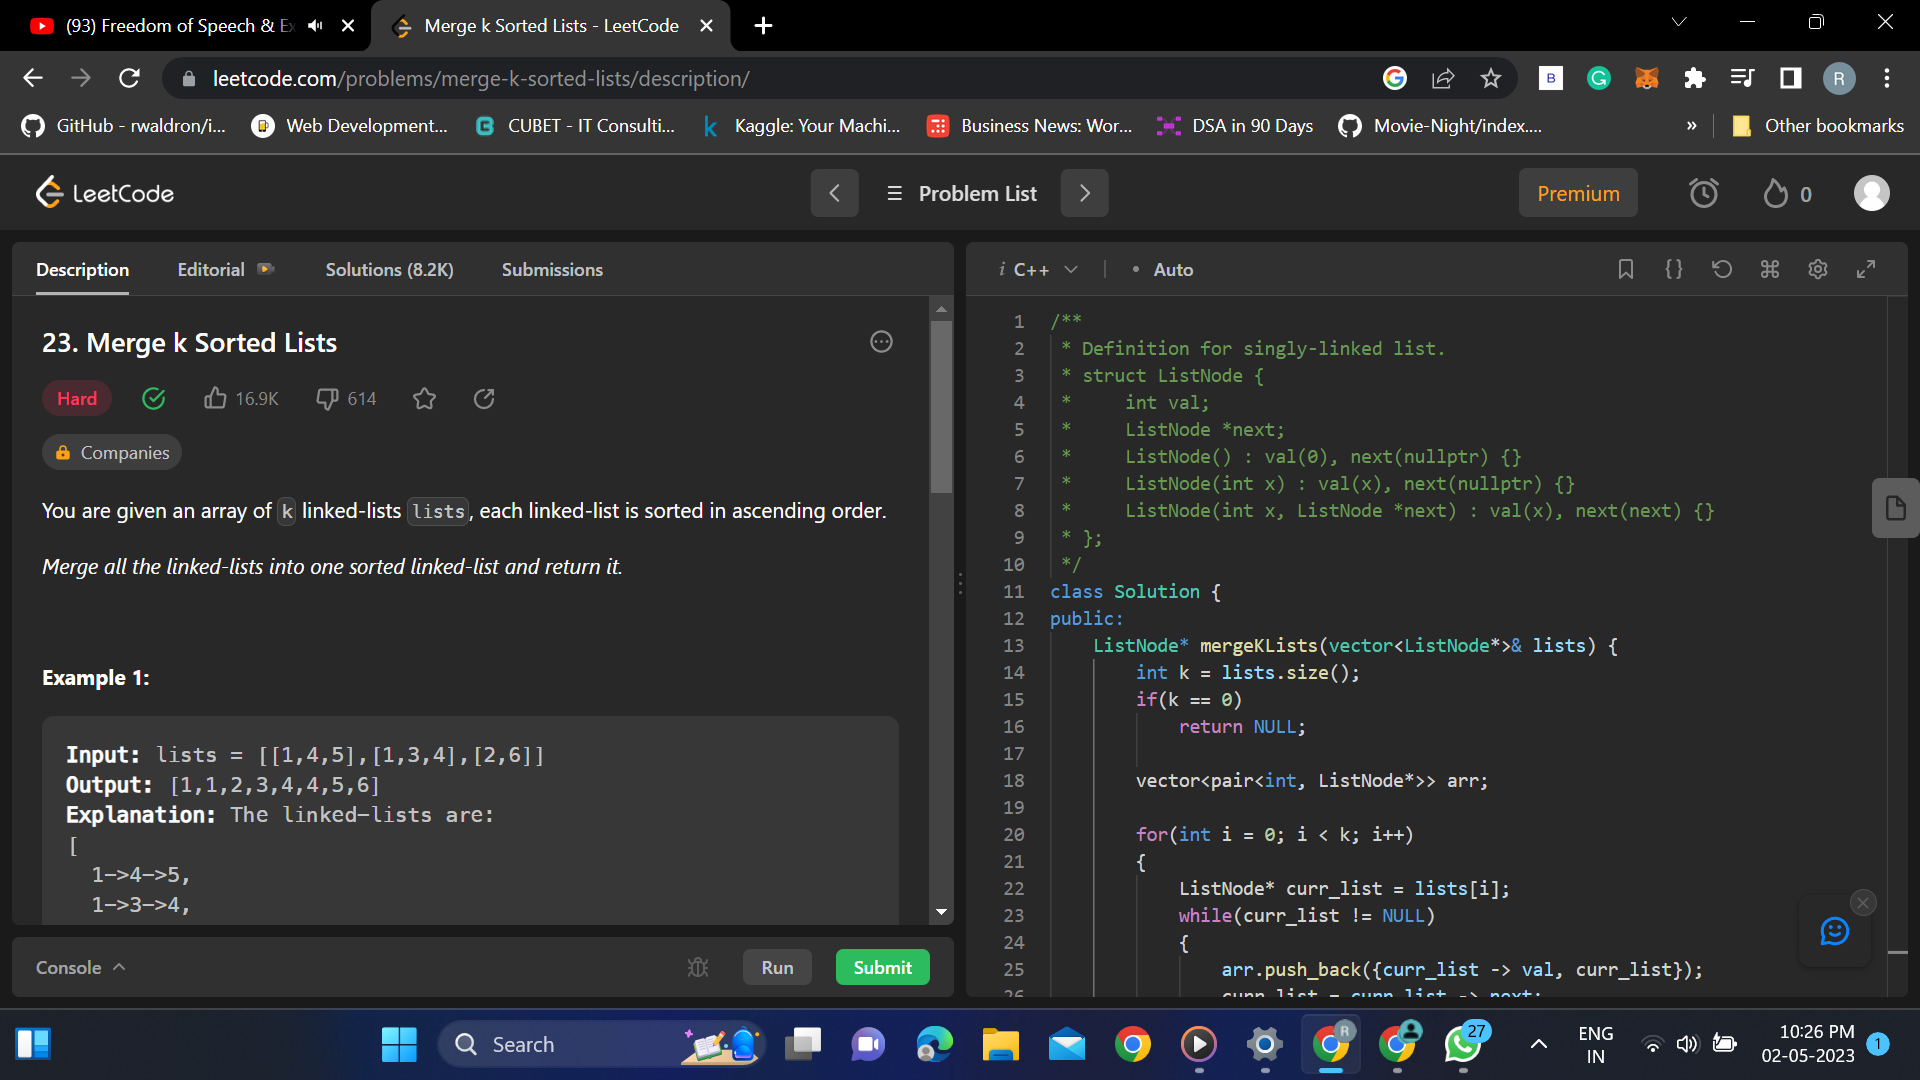 (93) Freedom of Speech & Ex
Merge k Sorted Lists - LeetCode
leetcode.com/problems/merge-k-sorted-lists/description/
B
G
R
GitHub - rwaldron/i...
Web Development...
CUBET - IT Consulti...
Kaggle: Your Machi...
Business News: Wor...
DSA in 90 Days
Movie-Night/index....
»
Other bookmarks
LeetCode
Problem List
Premium
0
Description
Editorial
Solutions (8.2K)
Submissions
i C++
• Auto
23. Merge k Sorted Lists
Hard
16.9K
614
Companies
You are given an array of k linked-lists lists, each linked-list is sorted in ascending order.
Merge all the linked-lists into one sorted linked-list and return it.
Example 1:
Input: lists = [[1,4,5],[1,3,4],[2,6]]
Output: [1,1,2,3,4,4,5,6]
Explanation: The linked-lists are:
[
1->4->5,
1->3->4,
Console
Run
Submit
1 /**
2 * Definition for singly-linked list.
3 * struct ListNode {
4 * int val;
5 * ListNode *next;
6 * ListNode() : val(0), next(nullptr) {}
7 * ListNode(int x) : val(x), next(nullptr) {}
8 * ListNode(int x, ListNode *next) : val(x), next(next) {}
9 * };
10 */
11 class Solution {
12 public:
13 ListNode* mergeKLists(vector<ListNode*>& lists) {
14 int k = lists.size();
15 if(k == 0)
16 return NULL;
17
18 vector<pair<int, ListNode*>> arr;
19
20 for(int i = 0; i < k; i++)
21 {
22 ListNode* curr_list = lists[i];
23 while(curr_list != NULL)
24 {
25 arr.push_back({curr_list -> val, curr_list});
26 curr_list = curr_list -> next;
Search
R
27
ENG
IN
10:26 PM
02-05-2023
1